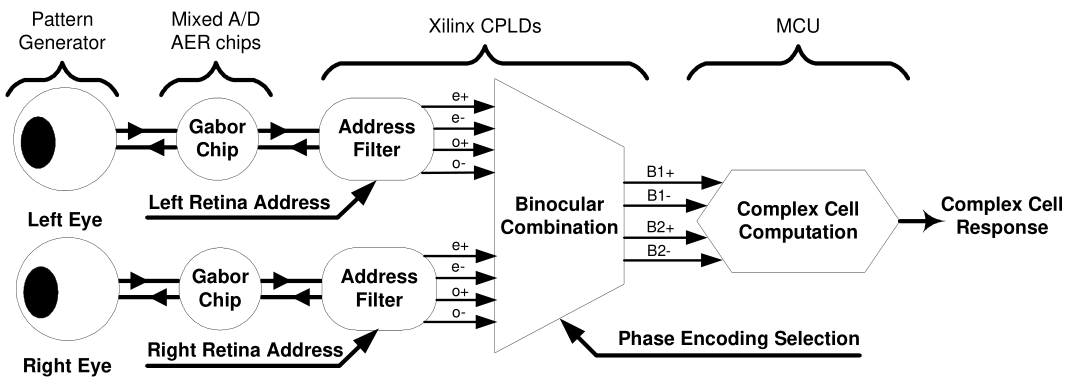 Pattern
Generator
Mixed A/D
AER chips
Xilinx CPLDs
MCU
Gabor
Chip
Address
Filter
e+
e-
o+
o-
Left Retina Address
Left Eye
Binocular
Combination
B1+
B1-
B2+
B2-
Complex Cell
Computation
Complex Cell
Response
Gabor
Chip
Address
Filter
e+
e-
o+
o-
Right Retina Address
Right Eye
Phase Encoding Selection